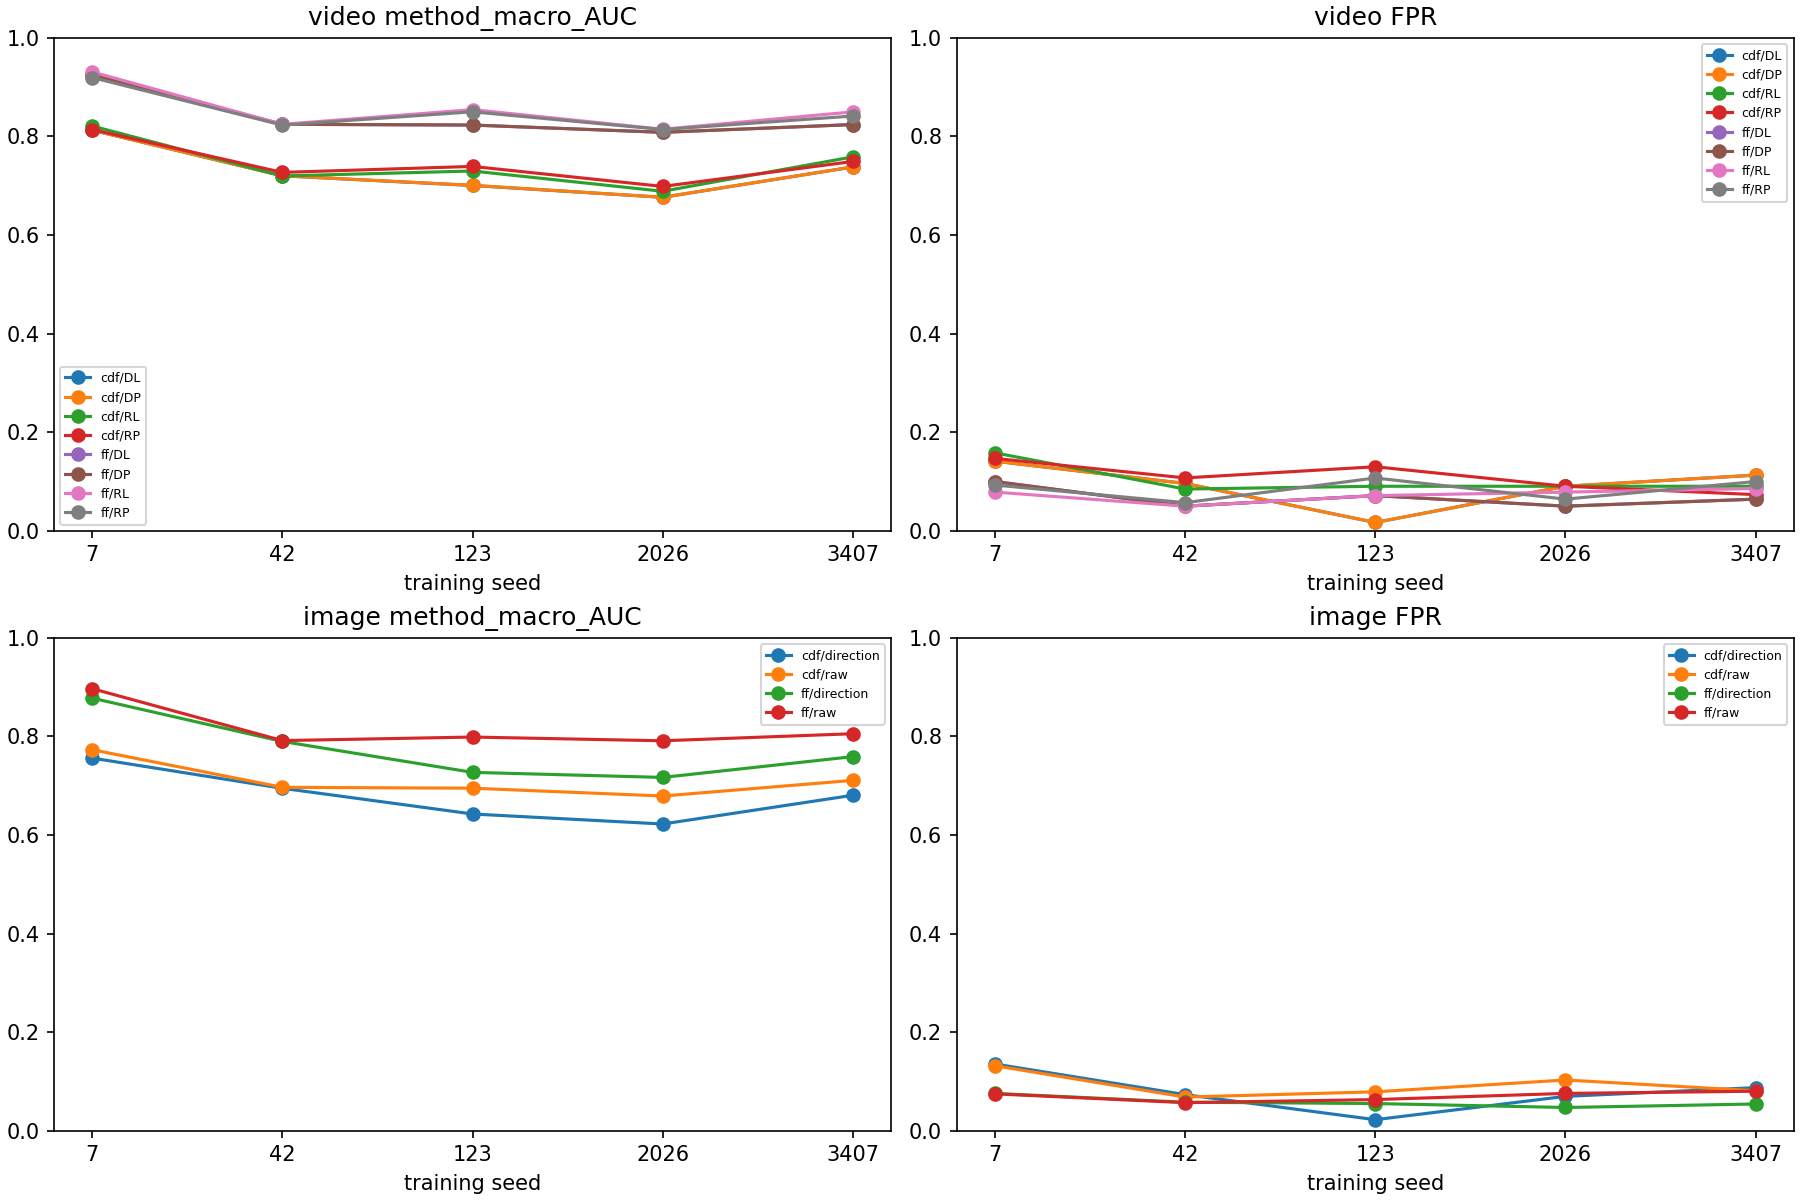 video method_macro_AUC
1.0
0.8
0.6
0.4
0.2
0.0
cdf/DL
cdf/DP
cdf/RL
cdf/RP
ff/DL
ff/DP
ff/RL
ff/RP
7 42 123 2026 3407
training seed
video FPR
1.0
0.8
0.6
0.4
0.2
0.0
cdf/DL
cdf/DP
cdf/RL
cdf/RP
ff/DL
ff/DP
ff/RL
ff/RP
7 42 123 2026 3407
training seed
image method_macro_AUC
1.0
0.8
0.6
0.4
0.2
0.0
cdf/direction
cdf/raw
ff/direction
ff/raw
7 42 123 2026 3407
training seed
image FPR
1.0
0.8
0.6
0.4
0.2
0.0
cdf/direction
cdf/raw
ff/direction
ff/raw
7 42 123 2026 3407
training seed